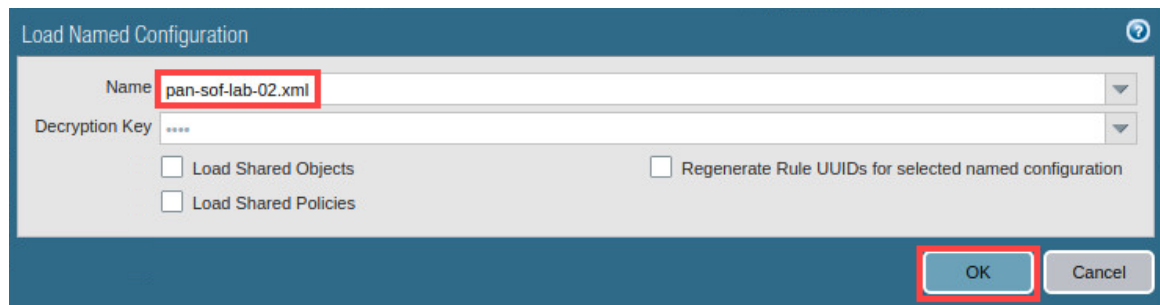 Load Named Configuration
Name pan-sof-lab-02.xml
Decryption Key ••••
Load Shared Objects Regenerate Rule UUIDs for selected named configuration
Load Shared Policies
OK Cancel